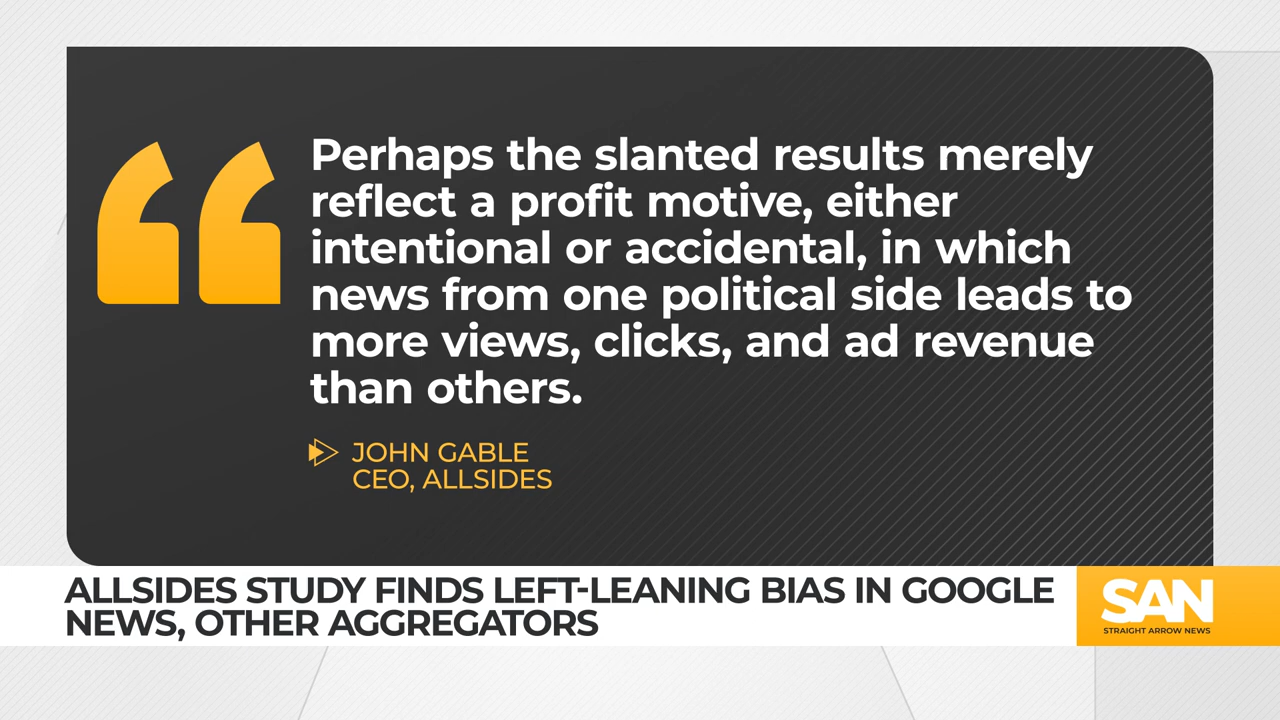 Perhaps the slanted results merely
reflect a profit motive, either
intentional or accidental, in which
news from one political side leads to
more views, clicks, and ad revenue
than others.
JOHN GABLE
CEO, ALLSIDES
ALLSIDES STUDY FINDS LEFT-LEANING BIAS IN GOOGLE
NEWS, OTHER AGGREGATORS
SAN
STRAIGHT ARROW NEWS